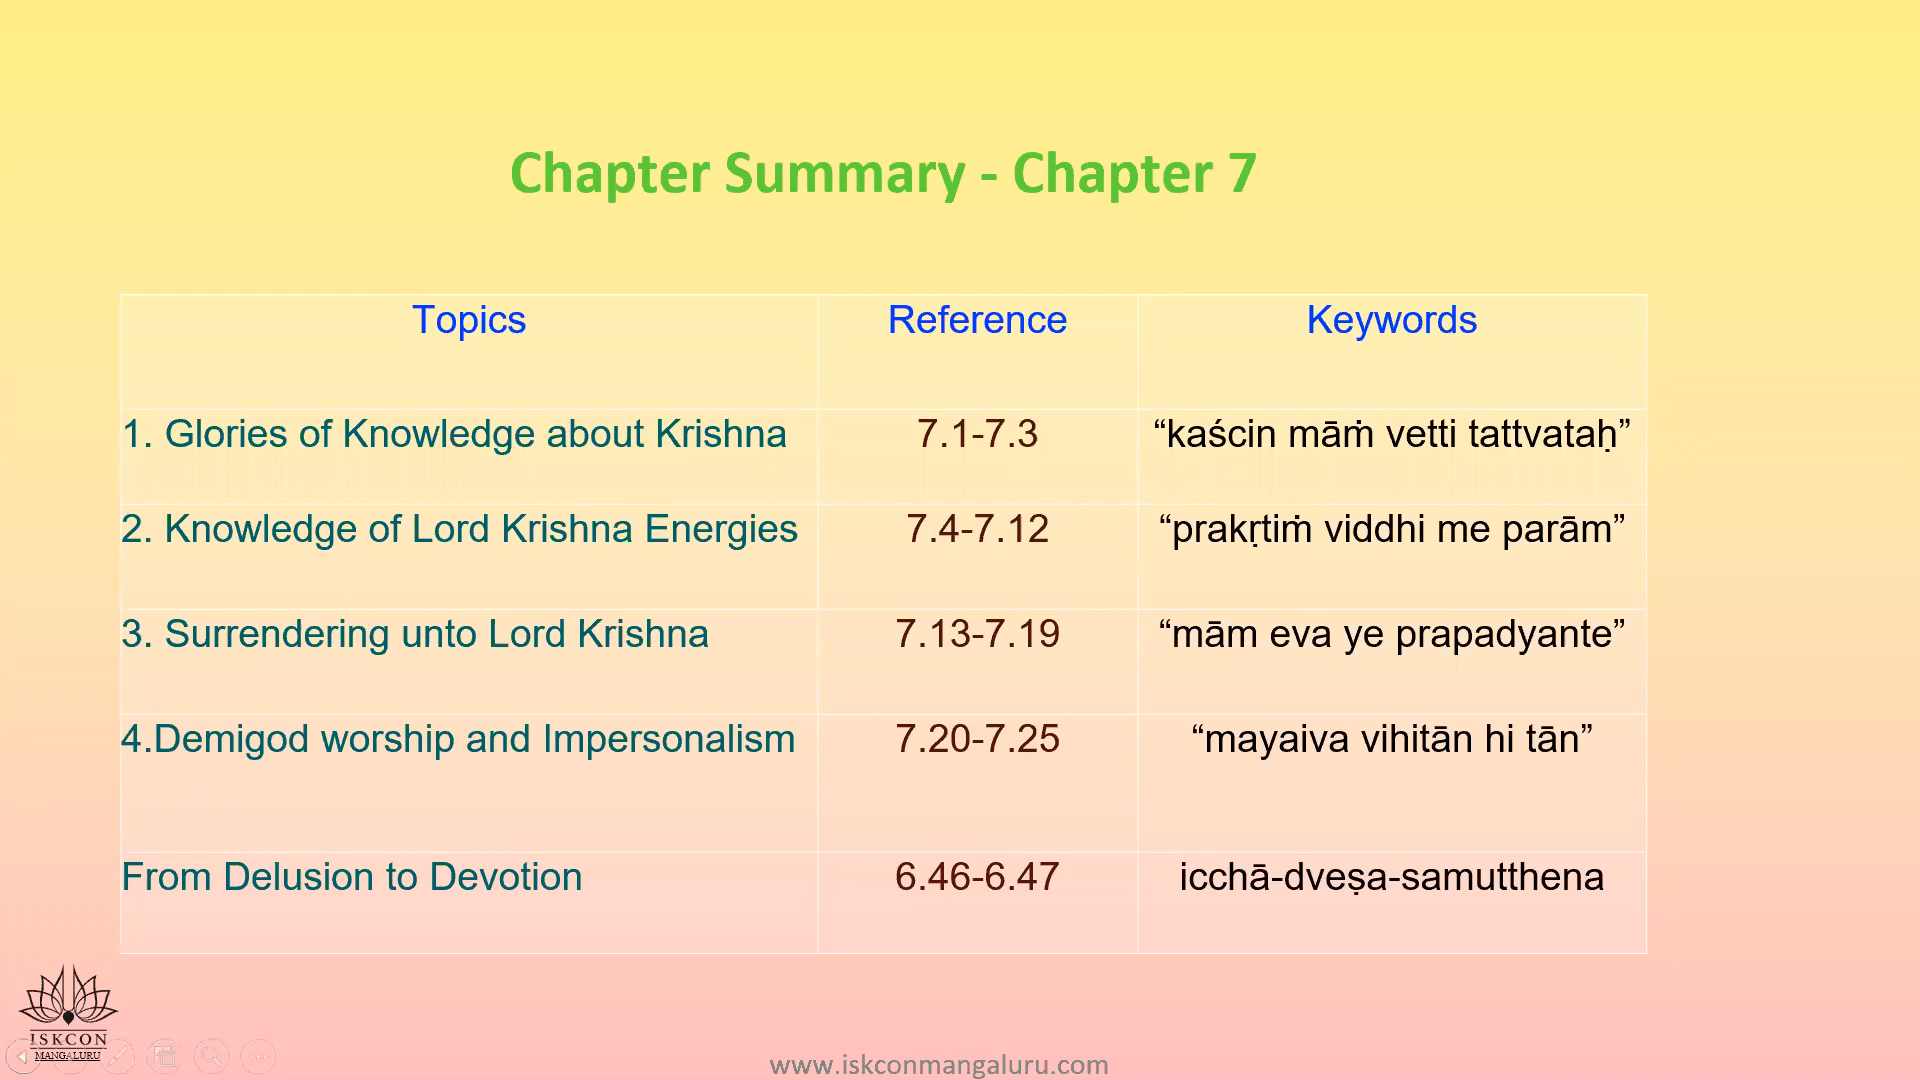 Chapter Summary - Chapter 7
Topics Reference Keywords
1. Glories of Knowledge about Krishna 7.1-7.3 “kaścin māṁ vetti tattvataḥ”
2. Knowledge of Lord Krishna Energies 7.4-7.12 “prakṛtiṁ viddhi me parām”
3. Surrendering unto Lord Krishna 7.13-7.19 “mām eva ye prapadyante”
4.Demigod worship and Impersonalism 7.20-7.25 “mayaiva vihitān hi tān”
From Delusion to Devotion 6.46-6.47 icchā-dveṣa-samutthena
ISKCON
MANGALURU
www.iskconmangaluru.com